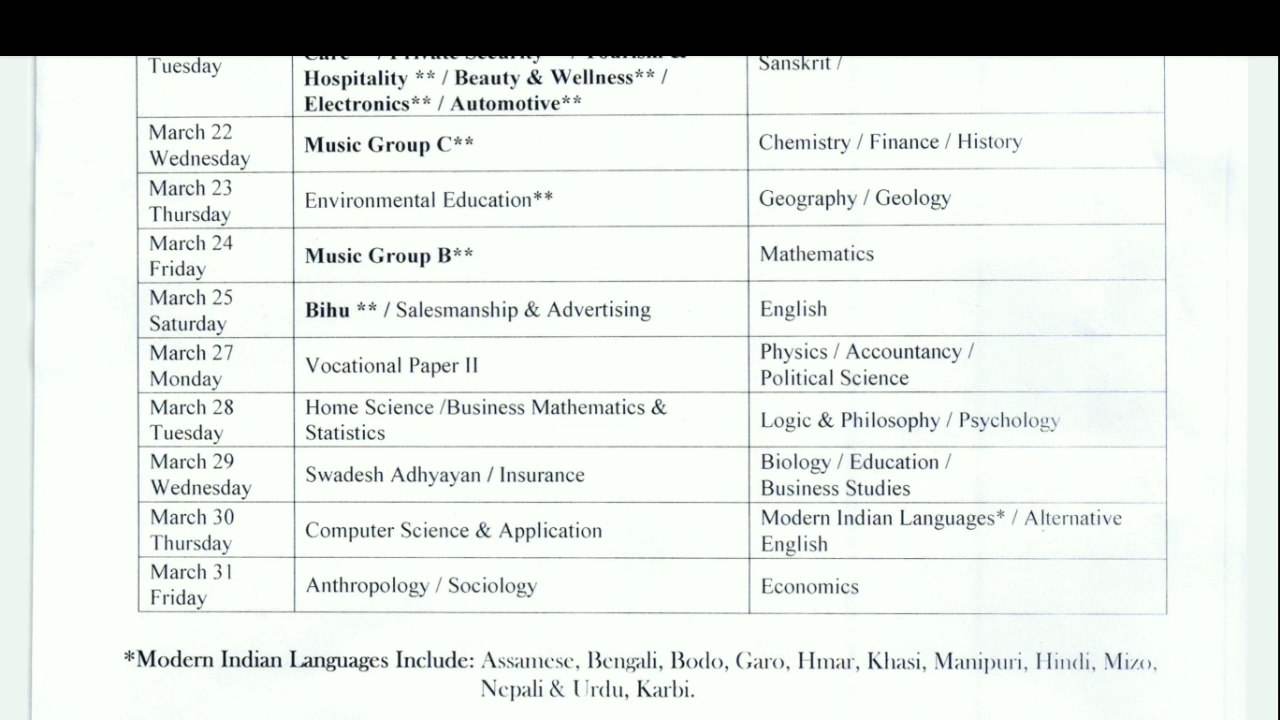 Tuesday
Hospitality ** / Beauty & Wellness** /
Electronics** / Automotive**
Sanskrit /
March 22
Wednesday
Music Group C**
Chemistry / Finance / History
March 23
Thursday
Environmental Education**
Geography / Geology
March 24
Friday
Music Group B**
Mathematics
March 25
Saturday
Bihu ** / Salesmanship & Advertising
English
March 27
Monday
Vocational Paper II
Physics / Accountancy /
Political Science
March 28
Tuesday
Home Science /Business Mathematics &
Statistics
Logic & Philosophy / Psychology
March 29
Wednesday
Swadesh Adhyayan / Insurance
Biology / Education /
Business Studies
March 30
Thursday
Computer Science & Application
Modern Indian Languages* / Alternative
English
March 31
Friday
Anthropology / Sociology
Economics
*Modern Indian Languages Include: Assamese, Bengali, Bodo, Garo, Hmar, Khasi, Manipuri, Hindi, Mizo,
Nepali & Urdu, Karbi.